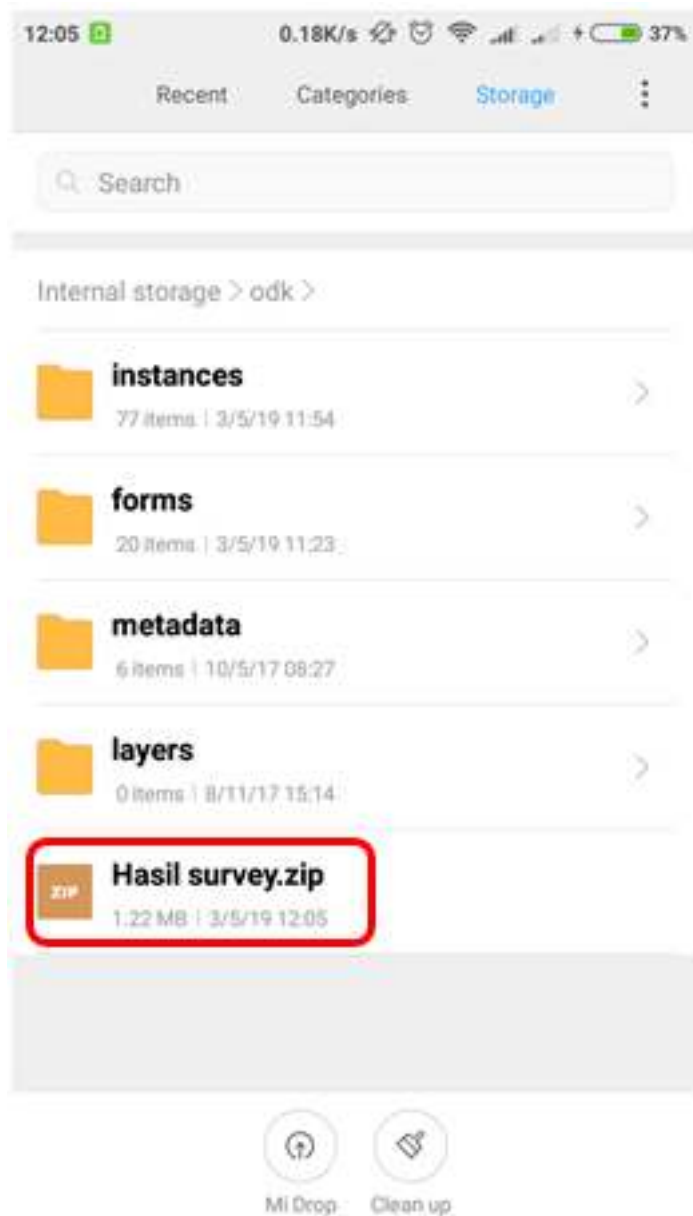 12:05 0.18K/s 37%
Recent Categories Storage
Search
Internal storage > odk >
instances
77 items | 3/5/19 11:54
forms
20 items | 3/5/19 11:23
metadata
6 items | 10/5/17 08:27
layers
0 items | 8/11/17 15:14
ZIP
Hasil survey.zip
1.22 MB | 3/5/19 12:05
Mi Drop Clean up